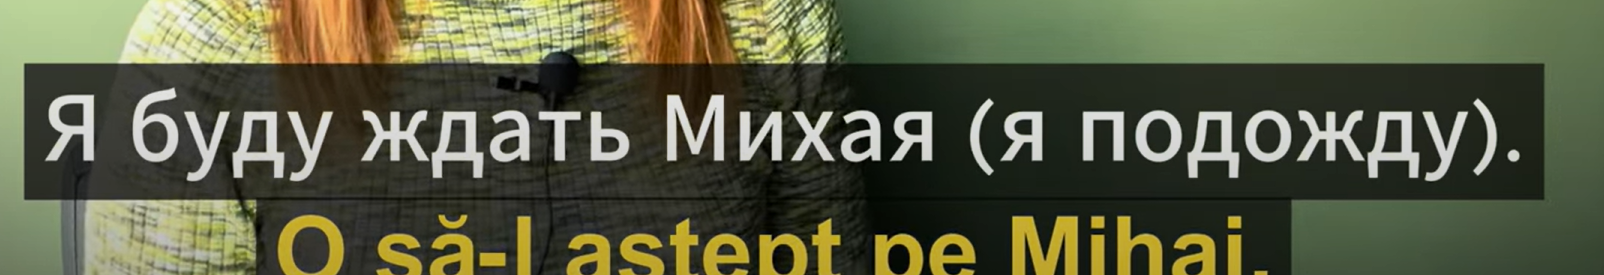 Я буду ждать Михая (я подожду).
O să-l aștept pe Mihai.